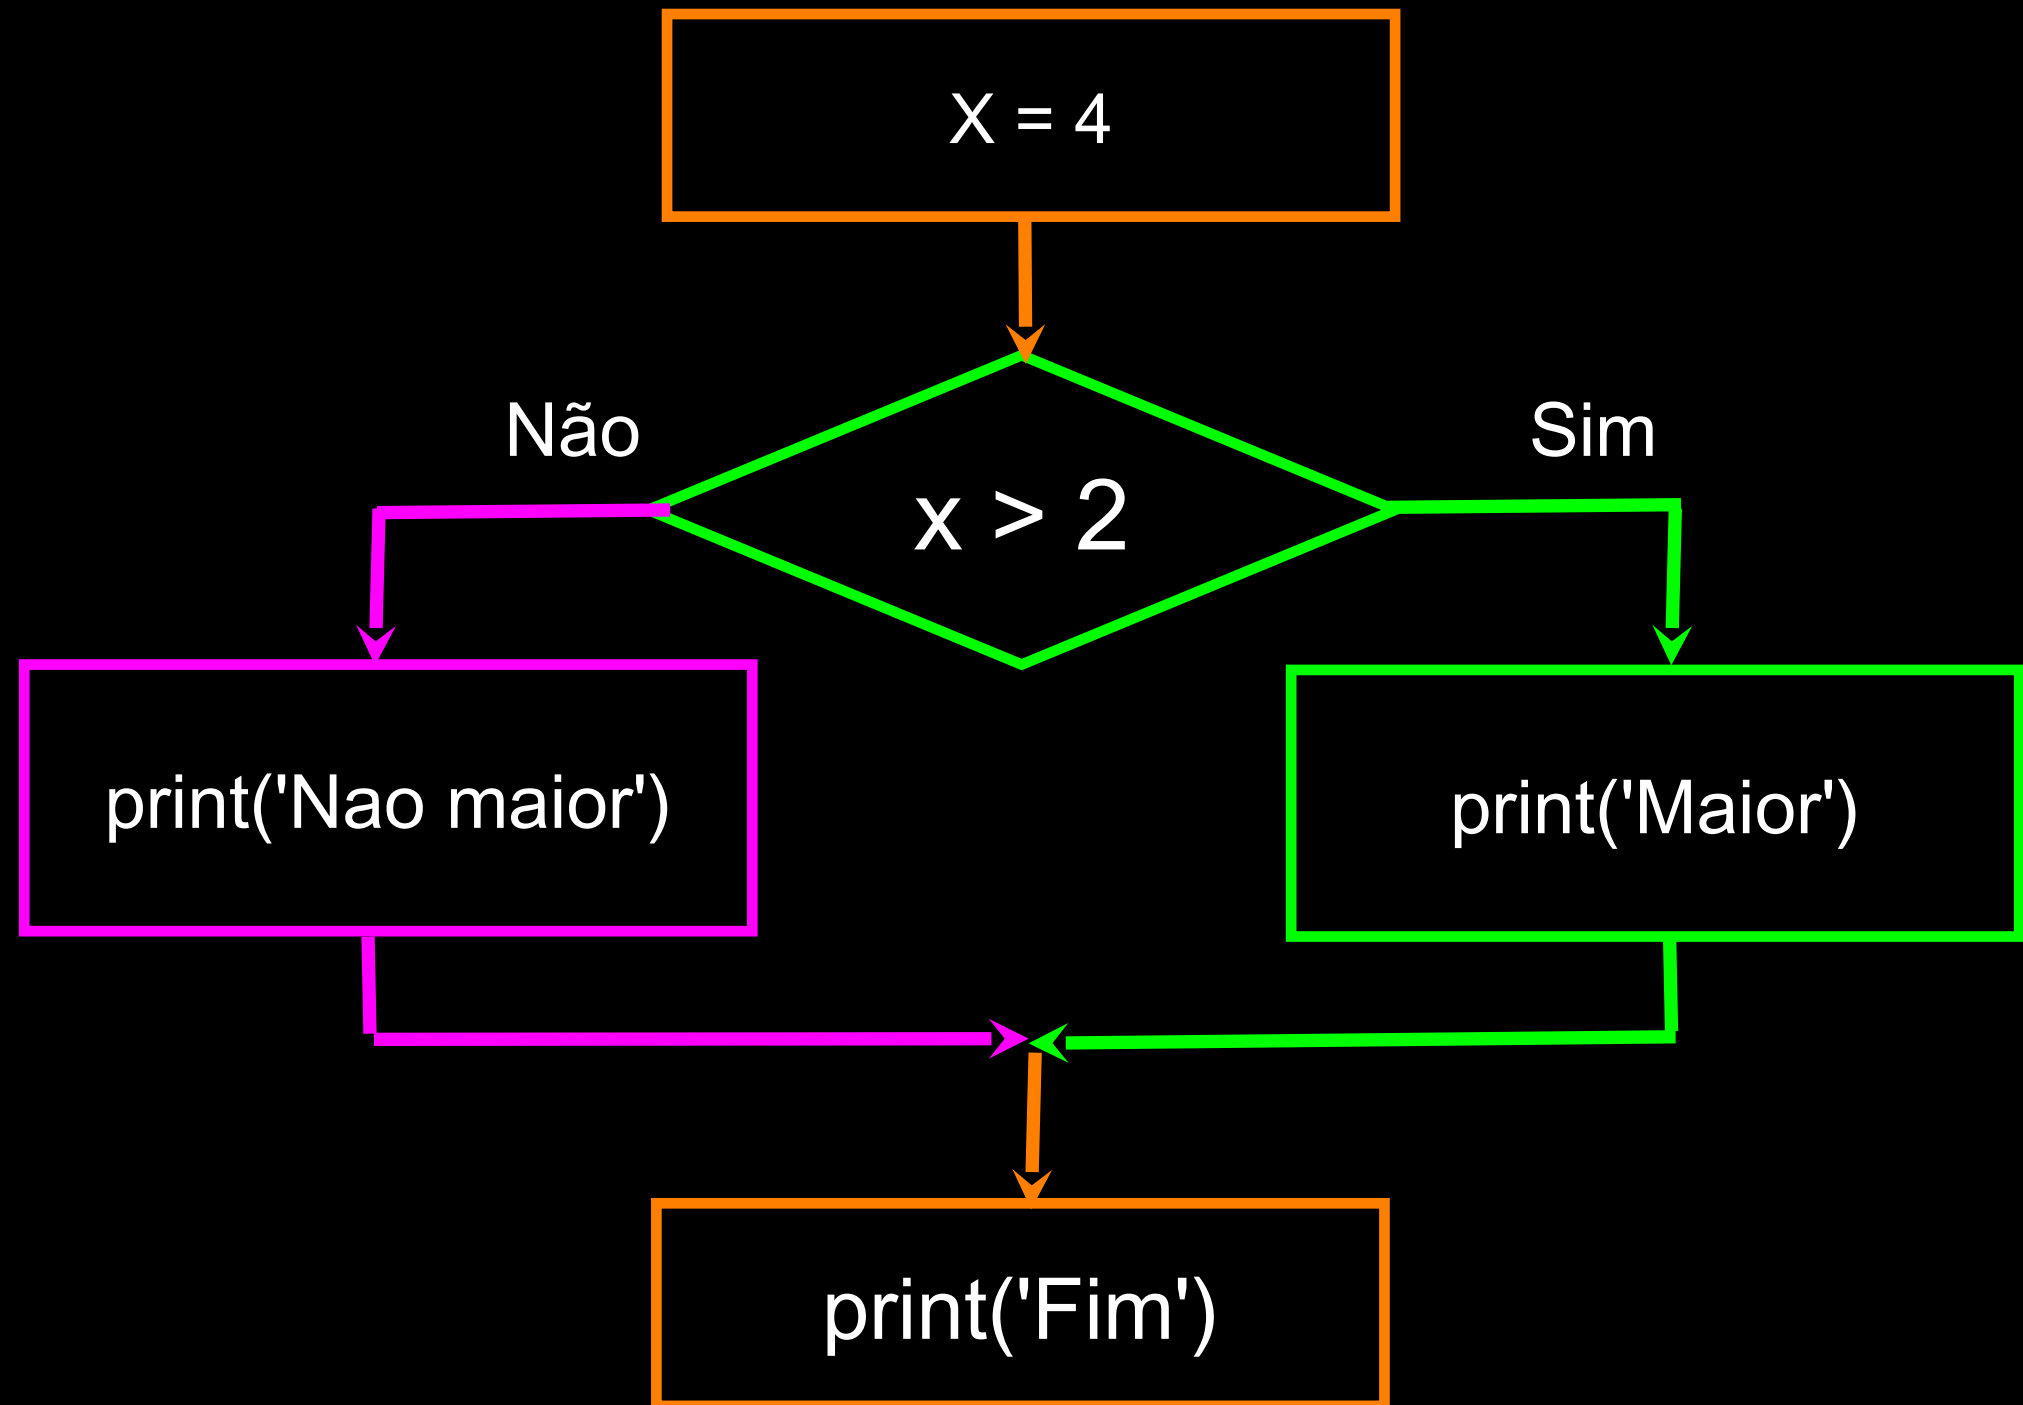 X = 4
Não
Sim
x > 2
print('Nao maior')
print('Maior')
print('Fim')